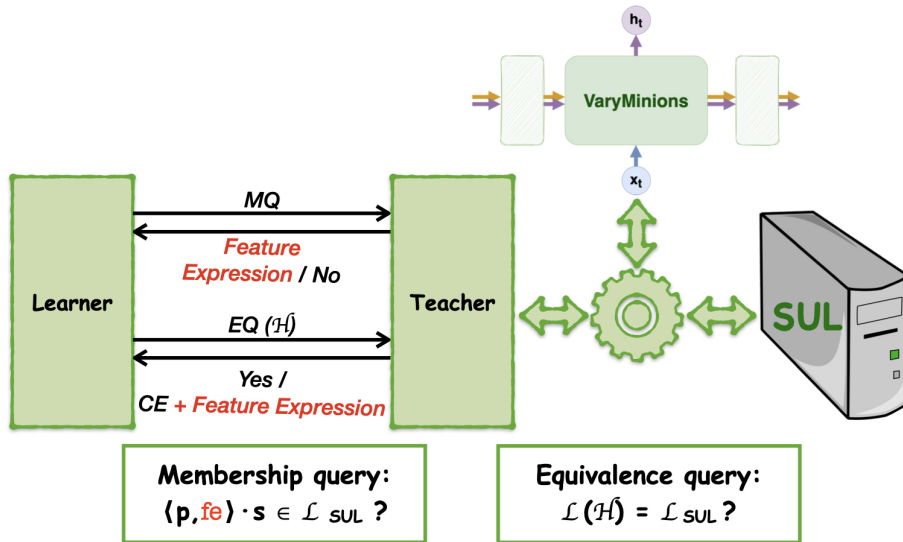 h_t
VaryMinions
x_t
MQ
Feature
Expression / No
Learner
Teacher
EQ (ℋ)
SUL
Yes /
CE + Feature Expression
Membership query:
⟨p,fe⟩ · s ∈ ℒ SUL ?
Equivalence query:
ℒ(ℋ) = ℒ SUL ?